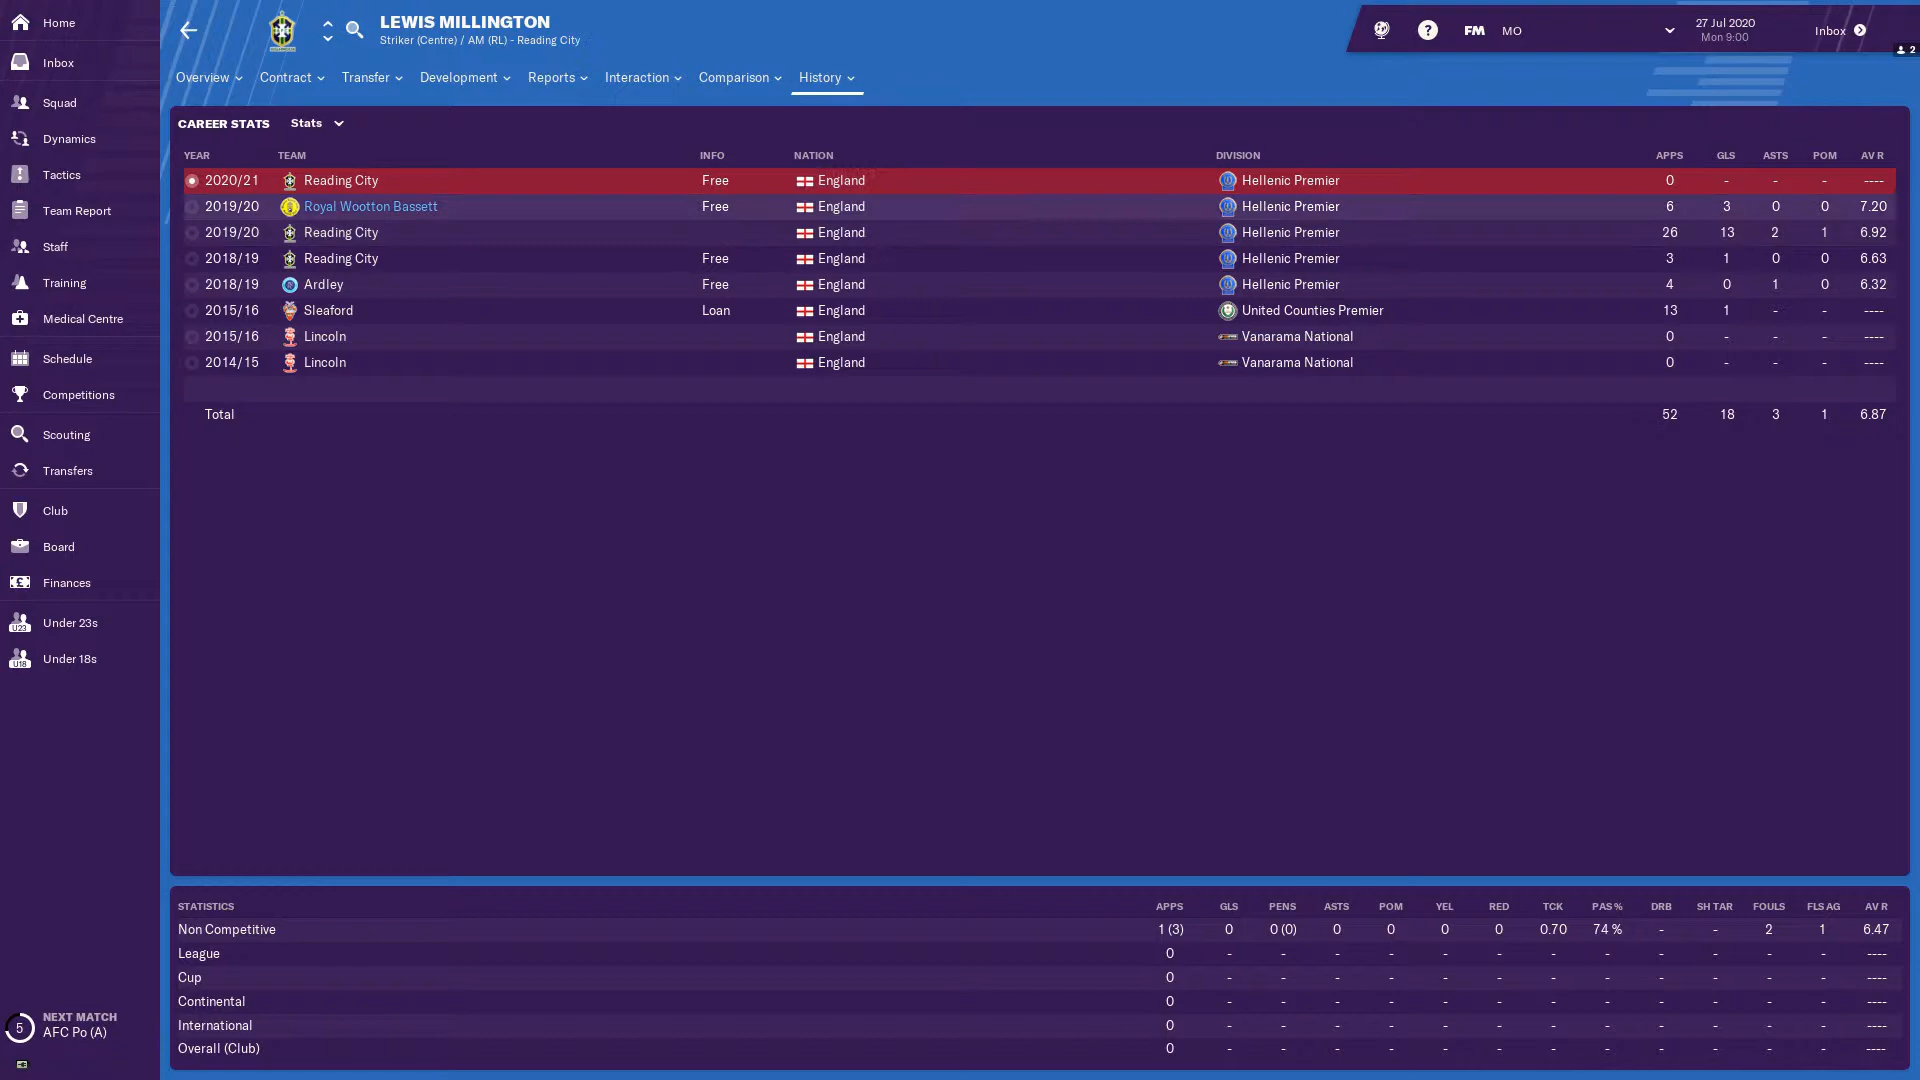 Home
Inbox
Squad
Dynamics
Tactics
Team Report
Staff
Training
Medical Centre
Schedule
Competitions
Scouting
Transfers
Club
Board
Finances
U23 Under 23s
U18 Under 18s
5 NEXT MATCH
AFC Po (A)
LEWIS MILLINGTON
Striker (Centre) / AM (RL) - Reading City
? FM MO
27 Jul 2020
Mon 9:00
Inbox
2
Overview Contract Transfer Development Reports Interaction Comparison History
CAREER STATS Stats
YEAR TEAM INFO NATION DIVISION APPS GLS ASTS POM AV R
2020/21 Reading City Free England Hellenic Premier 0 - - - ----
2019/20 Royal Wootton Bassett Free England Hellenic Premier 6 3 0 0 7.20
2019/20 Reading City England Hellenic Premier 26 13 2 1 6.92
2018/19 Reading City Free England Hellenic Premier 3 1 0 0 6.63
2018/19 Ardley Free England Hellenic Premier 4 0 1 0 6.32
2015/16 Sleaford Loan England United Counties Premier 13 1 - - ----
2015/16 Lincoln England Vanarama National 0 - - - ----
2014/15 Lincoln England Vanarama National 0 - - - ----
Total 52 18 3 1 6.87
STATISTICS APPS GLS PENS ASTS POM YEL RED TCK PAS % DRB SH TAR FOULS FLS AG AV R
Non Competitive 1 (3) 0 0 (0) 0 0 0 0 0.70 74 % - - 2 1 6.47
League 0 - - - - - - - - - - - - ----
Cup 0 - - - - - - - - - - - - ----
Continental 0 - - - - - - - - - - - - ----
International 0 - - - - - - - - - - - - ----
Overall (Club) 0 - - - - - - - - - - - - ----